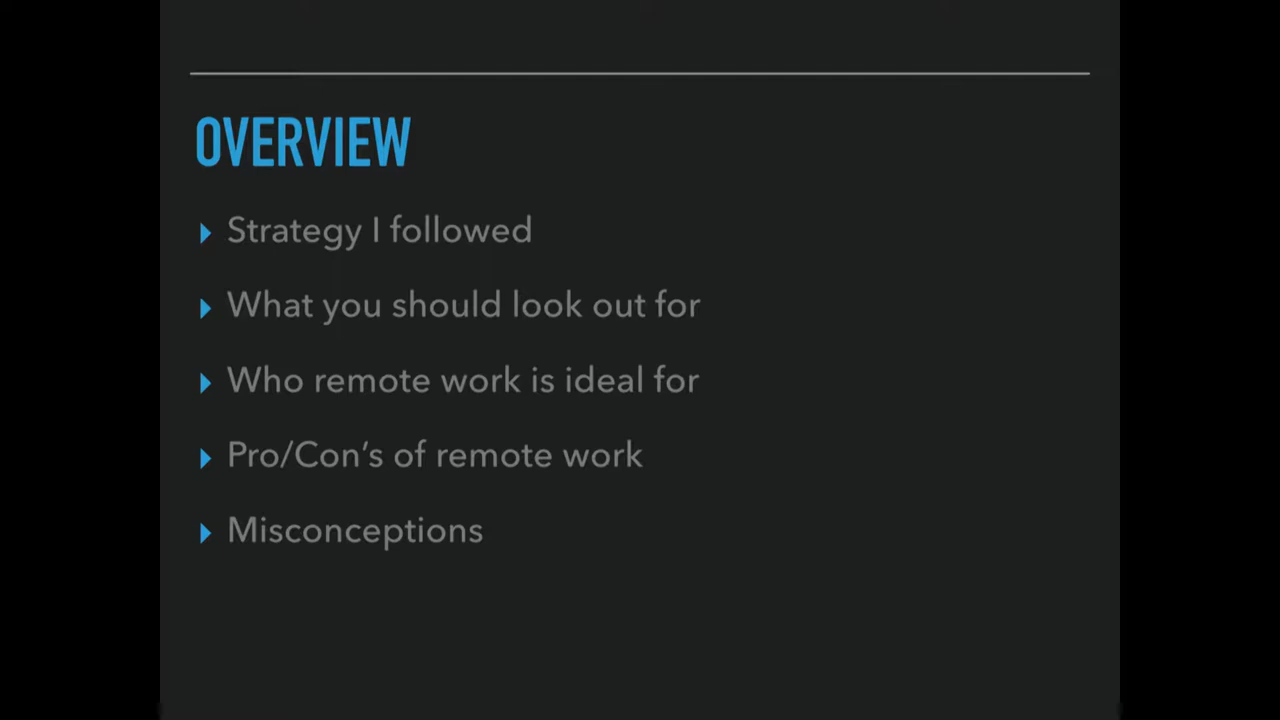 OVERVIEW
Strategy I followed
What you should look out for
Who remote work is ideal for
Pro/Con’s of remote work
Misconceptions